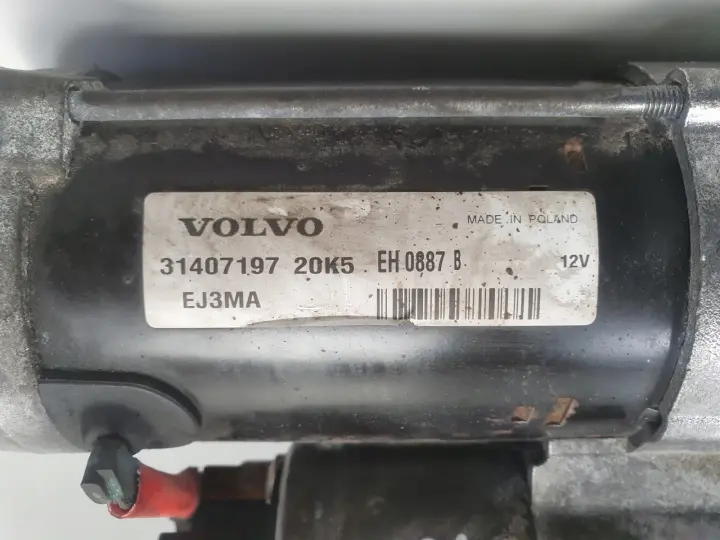 VOLVO
MADE IN POLAND
31407197 20K5 EH 0887 B 12V
EJ3MA